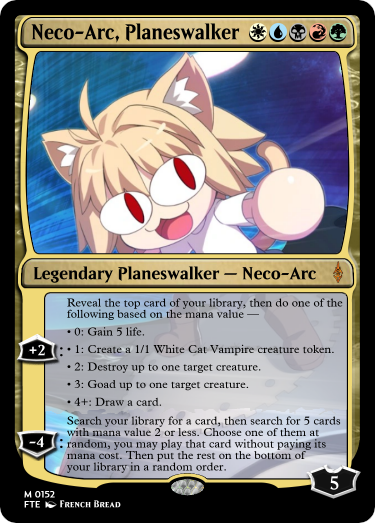 Neco-Arc, Planeswalker
Legendary Planeswalker — Neco-Arc
Reveal the top card of your library, then do one of the
following based on the mana value —
• 0: Gain 5 life.
+2 : • 1: Create a 1/1 White Cat Vampire creature token.
• 2: Destroy up to one target creature.
• 3: Goad up to one target creature.
• 4+: Draw a card.
Search your library for a card, then search for 5 cards
with mana value 2 or less. Choose one of them at
-4 : random, you may play that card without paying its
mana cost. Then put the rest on the bottom of
your library in a random order.
5
M 0152
FTE French Bread